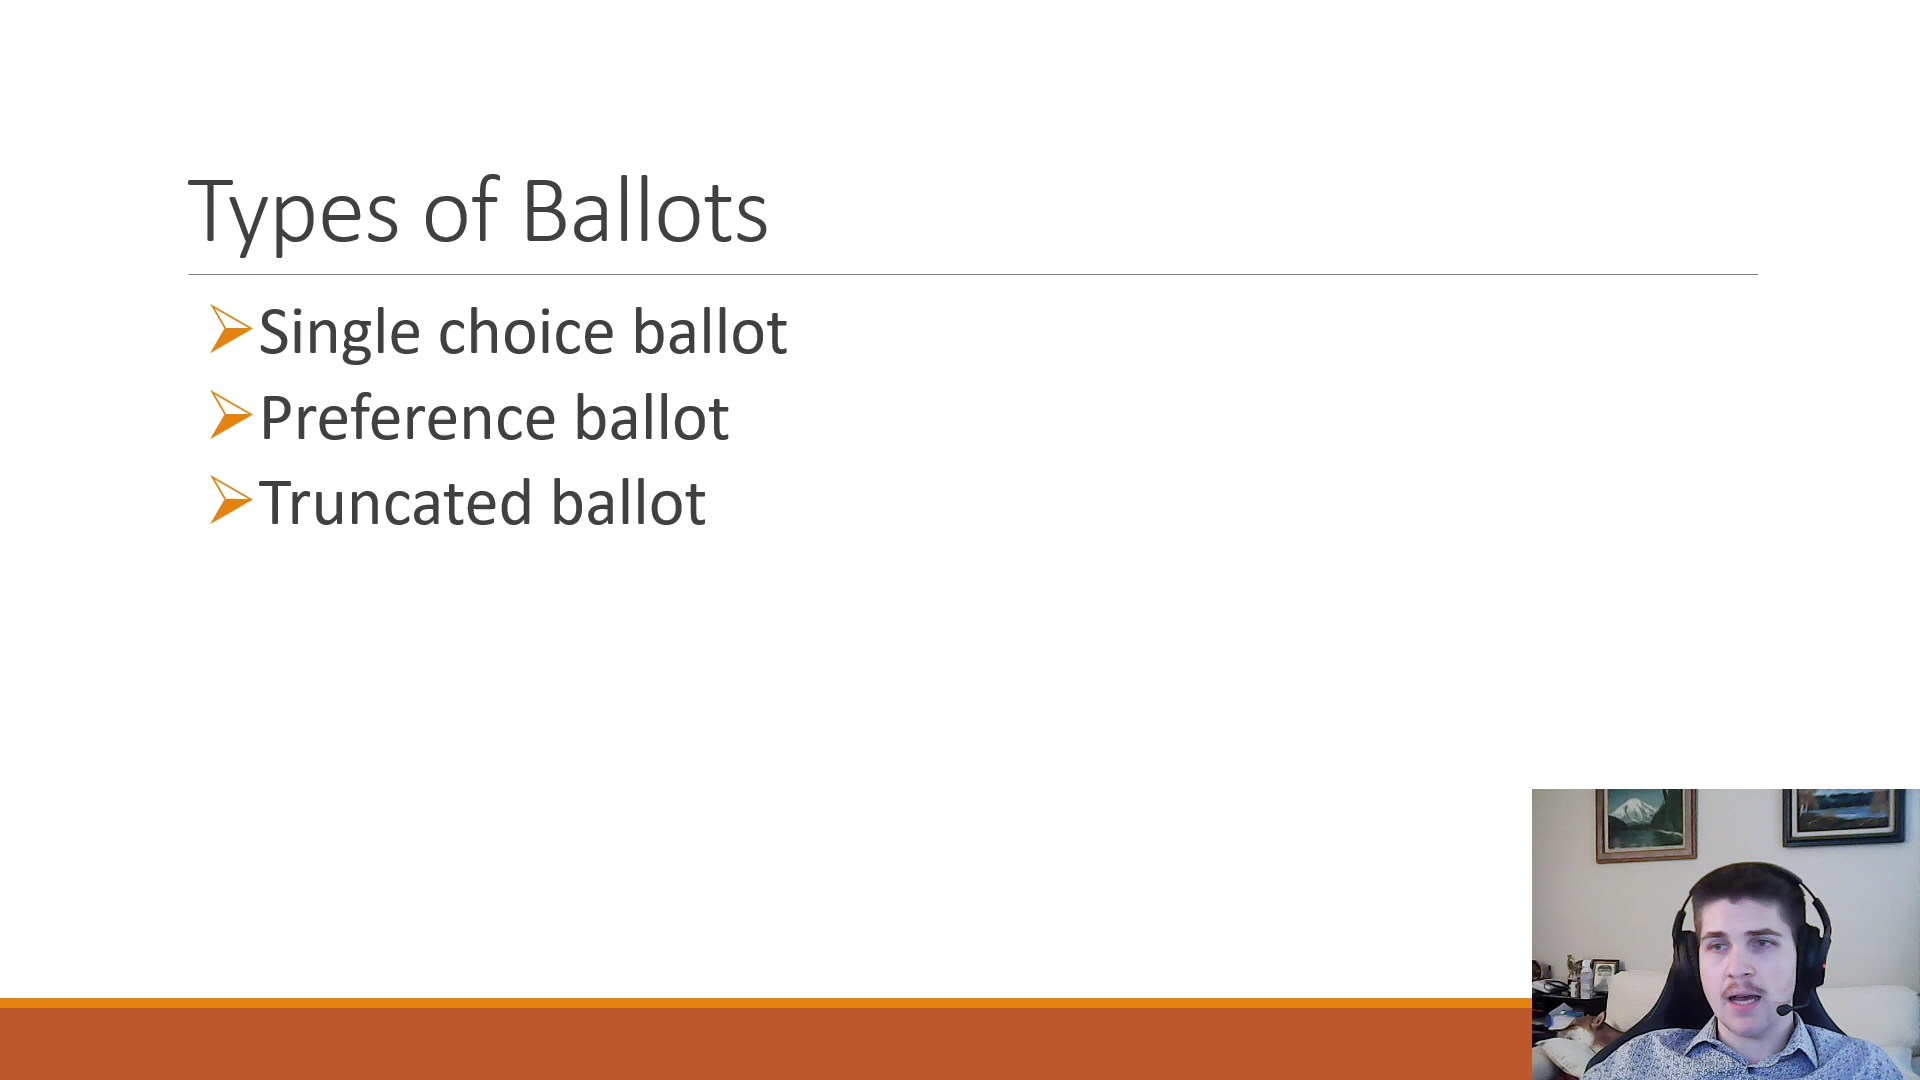 Types of Ballots
Single choice ballot
Preference ballot
Truncated ballot